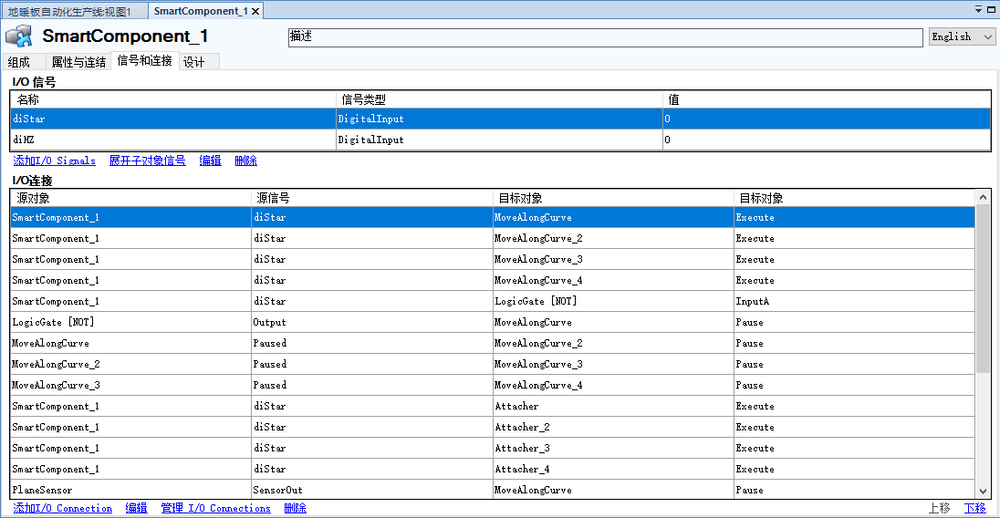 地暖板自动化生产线:视图1 SmartComponent_1
SmartComponent_1 描述 English
组成 属性与连结 信号和连接 设计
I/O 信号
名称 信号类型 值
diStar DigitalInput 0
diHZ DigitalInput 0
添加I/O Signals 展开子对象信号 编辑 删除
I/O连接
源对象 源信号 目标对象 目标对象
SmartComponent_1 diStar MoveAlongCurve Execute
SmartComponent_1 diStar MoveAlongCurve_2 Execute
SmartComponent_1 diStar MoveAlongCurve_3 Execute
SmartComponent_1 diStar MoveAlongCurve_4 Execute
SmartComponent_1 diStar LogicGate [NOT] InputA
LogicGate [NOT] Output MoveAlongCurve Pause
MoveAlongCurve Paused MoveAlongCurve_2 Pause
MoveAlongCurve_2 Paused MoveAlongCurve_3 Pause
MoveAlongCurve_3 Paused MoveAlongCurve_4 Pause
SmartComponent_1 diStar Attacher Execute
SmartComponent_1 diStar Attacher_2 Execute
SmartComponent_1 diStar Attacher_3 Execute
SmartComponent_1 diStar Attacher_4 Execute
PlaneSensor SensorOut MoveAlongCurve Pause
添加I/O Connection 编辑 管理 I/O Connections 删除 上移 下移